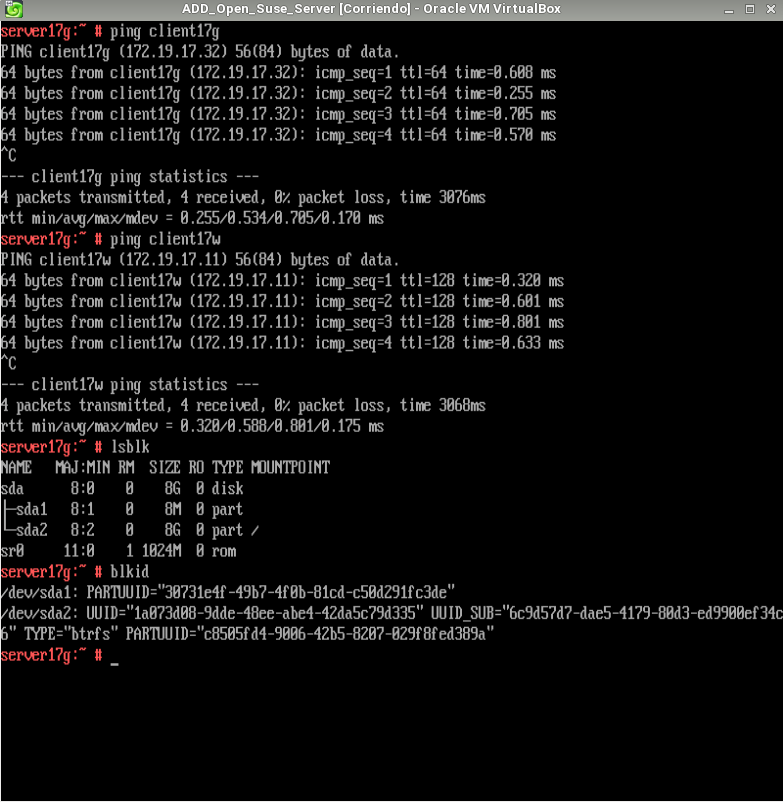 ADD_Open_Suse_Server [Corriendo] - Oracle VM VirtualBox
server17g:~ # ping client17g
PING client17g (172.19.17.32) 56(84) bytes of data.
64 bytes from client17g (172.19.17.32): icmp_seq=1 ttl=64 time=0.608 ms
64 bytes from client17g (172.19.17.32): icmp_seq=2 ttl=64 time=0.255 ms
64 bytes from client17g (172.19.17.32): icmp_seq=3 ttl=64 time=0.705 ms
64 bytes from client17g (172.19.17.32): icmp_seq=4 ttl=64 time=0.570 ms
^C
--- client17g ping statistics ---
4 packets transmitted, 4 received, 0% packet loss, time 3076ms
rtt min/avg/max/mdev = 0.255/0.534/0.705/0.170 ms
server17g:~ # ping client17w
PING client17w (172.19.17.11) 56(84) bytes of data.
64 bytes from client17w (172.19.17.11): icmp_seq=1 ttl=128 time=0.320 ms
64 bytes from client17w (172.19.17.11): icmp_seq=2 ttl=128 time=0.601 ms
64 bytes from client17w (172.19.17.11): icmp_seq=3 ttl=128 time=0.801 ms
64 bytes from client17w (172.19.17.11): icmp_seq=4 ttl=128 time=0.633 ms
^C
--- client17w ping statistics ---
4 packets transmitted, 4 received, 0% packet loss, time 3068ms
rtt min/avg/max/mdev = 0.320/0.588/0.801/0.175 ms
server17g:~ # lsblk
NAME   MAJ:MIN RM  SIZE RO TYPE MOUNTPOINT
sda      8:0    0    8G  0 disk
├─sda1   8:1    0    8M  0 part
└─sda2   8:2    0    8G  0 part /
sr0     11:0    1 1024M  0 rom
server17g:~ # blkid
/dev/sda1: PARTUUID="30731e4f-49b7-4f0b-81cd-c50d291fc3de"
/dev/sda2: UUID="1a073d08-9dde-48ee-abe4-42da5c79d335" UUID_SUB="6c9d57d7-dae5-4179-80d3-ed9900ef34c
6" TYPE="btrfs" PARTUUID="c8505fd4-9006-42b5-8207-029f8fed389a"
server17g:~ # _